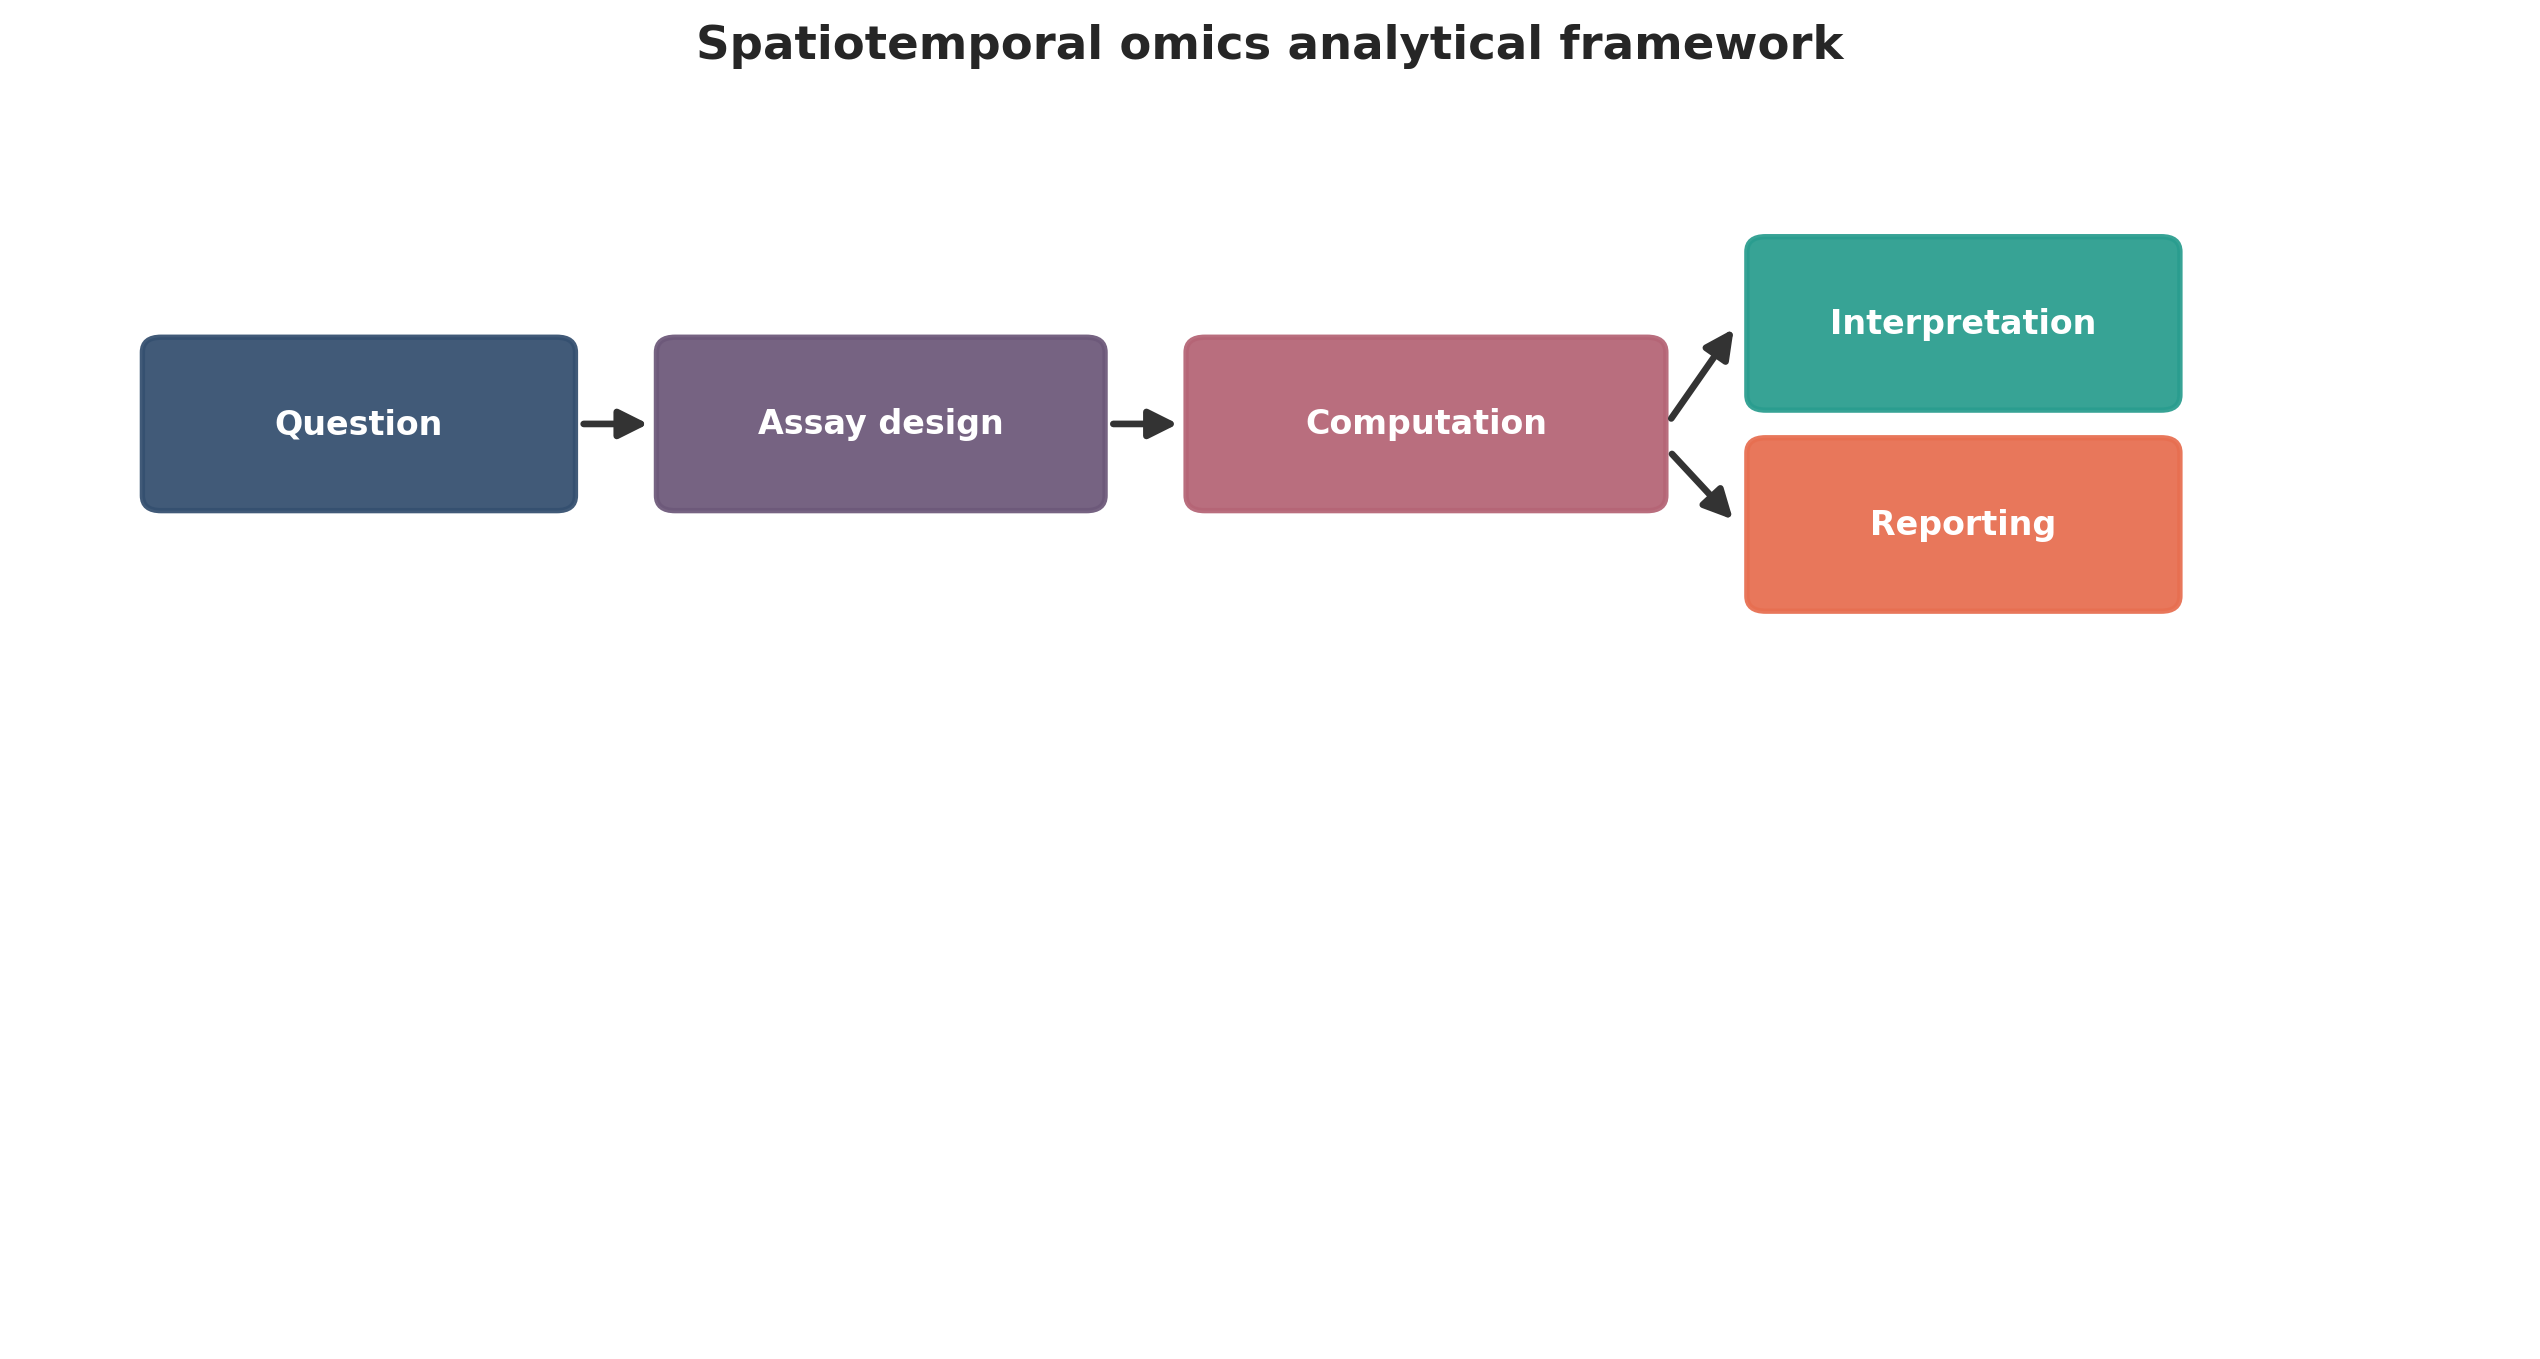 Spatiotemporal omics analytical framework
Question
Assay design
Computation
Interpretation
Reporting